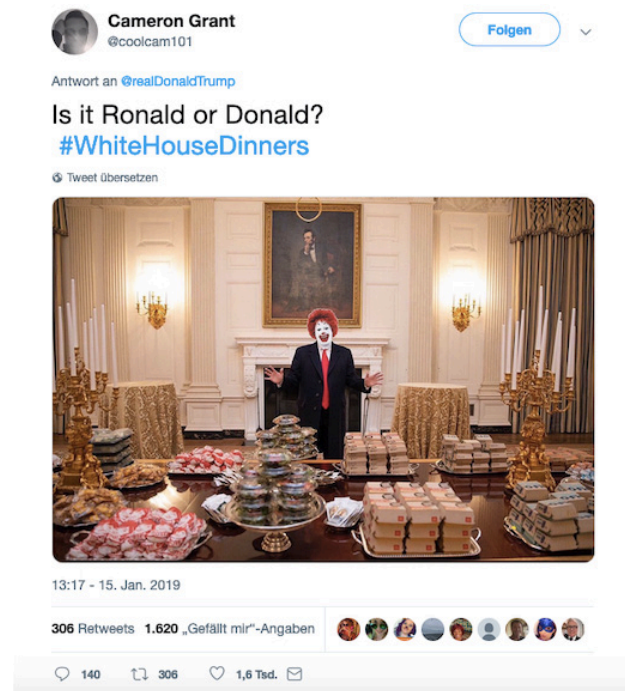 Cameron Grant
@coolcam101
Folgen
Antwort an @realDonaldTrump
Is it Ronald or Donald?
#WhiteHouseDinners
Tweet übersetzen
13:17 - 15. Jan. 2019
306 Retweets 1.620 „Gefällt mir“-Angaben
140 306 1,6 Tsd.